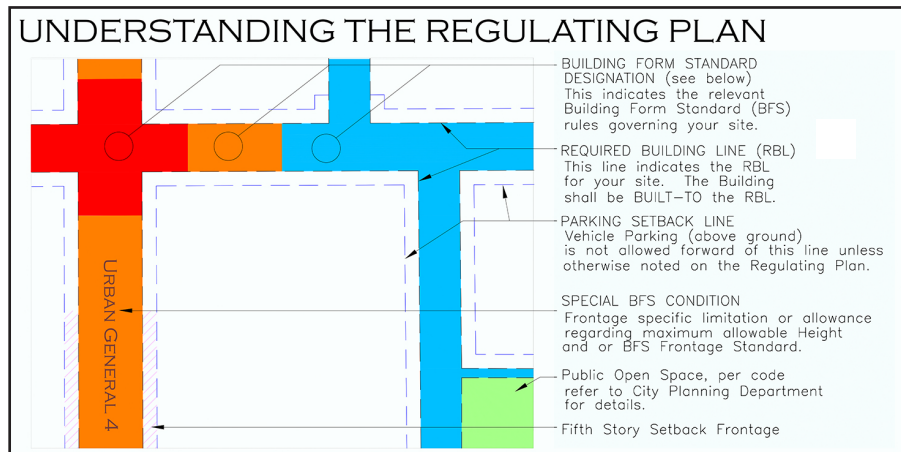 UNDERSTANDING THE REGULATING PLAN
BUILDING FORM STANDARD
DESIGNATION (see below)
This indicates the relevant
Building Form Standard (BFS)
rules governing your site.
REQUIRED BUILDING LINE (RBL)
This line indicates the RBL
for your site. The Building
shall be BUILT-TO the RBL.
PARKING SETBACK LINE
Vehicle Parking (above ground)
is not allowed forward of this line unless
otherwise noted on the Regulating Plan.
SPECIAL BFS CONDITION
Frontage specific limitation or allowance
regarding maximum allowable Height
and or BFS Frontage Standard.
Public Open Space, per code
refer to City Planning Department
for details.
Fifth Story Setback Frontage
URBAN GENERAL 4